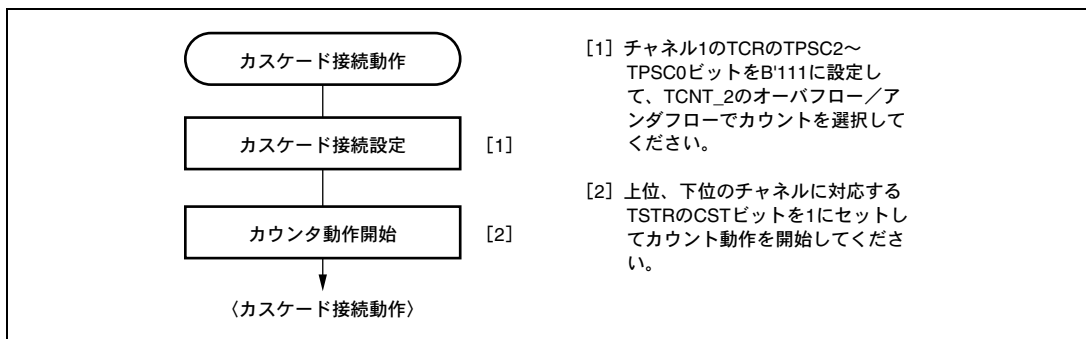 カスケード接続動作
カスケード接続設定 [1]
カウンタ動作開始 [2]
〈カスケード接続動作〉
[1] チャネル1のTCRのTPSC2～
TPSC0ビットをB'111に設定し
て、TCNT_2のオーバフロー／ア
ンダフローでカウントを選択して
ください。
[2] 上位、下位のチャネルに対応する
TSTRのCSTビットを1にセットし
てカウント動作を開始してくださ
い。